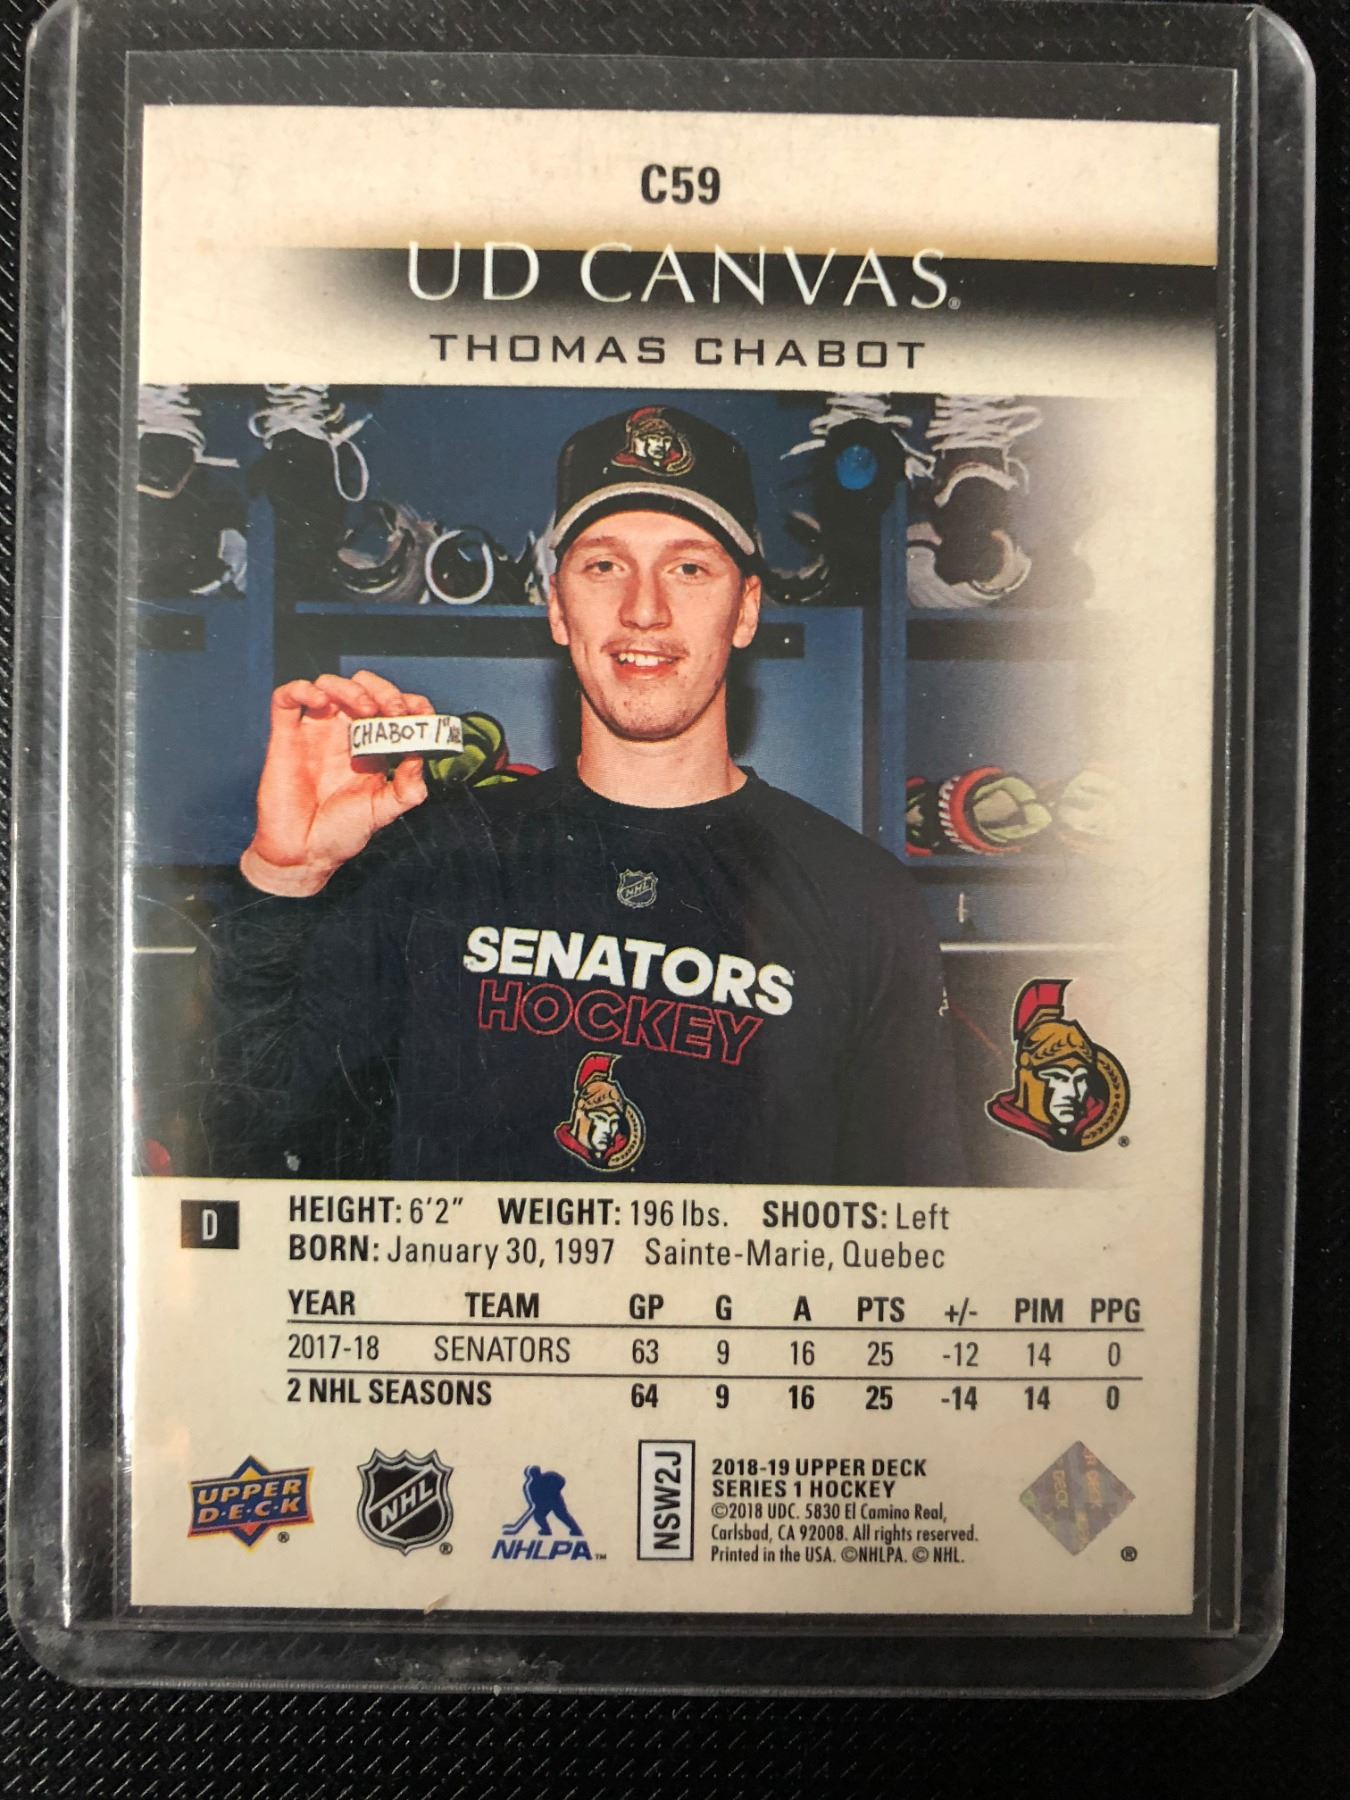 C59
UD CANVAS®
THOMAS CHABOT
CHABOT 1st
NHL
SENATORS
HOCKEY
®
D
HEIGHT: 6'2" WEIGHT: 196 lbs. SHOOTS: Left
BORN: January 30, 1997 Sainte-Marie, Quebec
YEAR TEAM GP G A PTS +/- PIM PPG
2017-18 SENATORS 63 9 16 25 -12 14 0
2 NHL SEASONS 64 9 16 25 -14 14 0
UPPER
D·E·C·K
®
NHL
®
NHLPA™
NSW2J
2018-19 UPPER DECK
SERIES 1 HOCKEY
©2018 UDC. 5830 El Camino Real,
Carlsbad, CA 92008. All rights reserved.
Printed in the USA. ©NHLPA. © NHL.
®